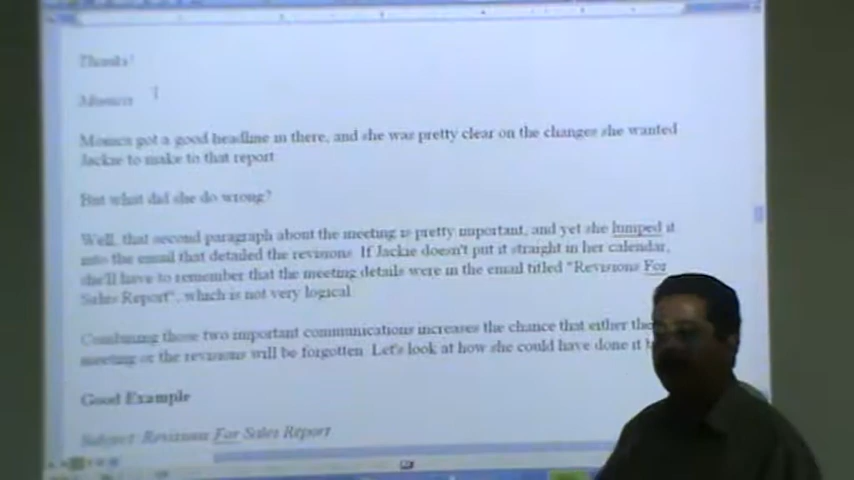 Thanks!
Monica
Monica got a good headline in there, and she was pretty clear on the changes she wanted
Jackie to make to that report
But what did she do wrong?
Well, that second paragraph about the meeting is pretty important, and yet she lumped it
into the email that detailed the revisions. If Jackie doesn't put it straight in her calendar,
she'll have to remember that the meeting details were in the email titled "Revisions For
Sales Report", which is not very logical
Combining those two important communications increases the chance that either the
meeting or the revisions will be forgotten. Let's look at how she could have done it
Good Example
Subject: Revisions For Sales Report